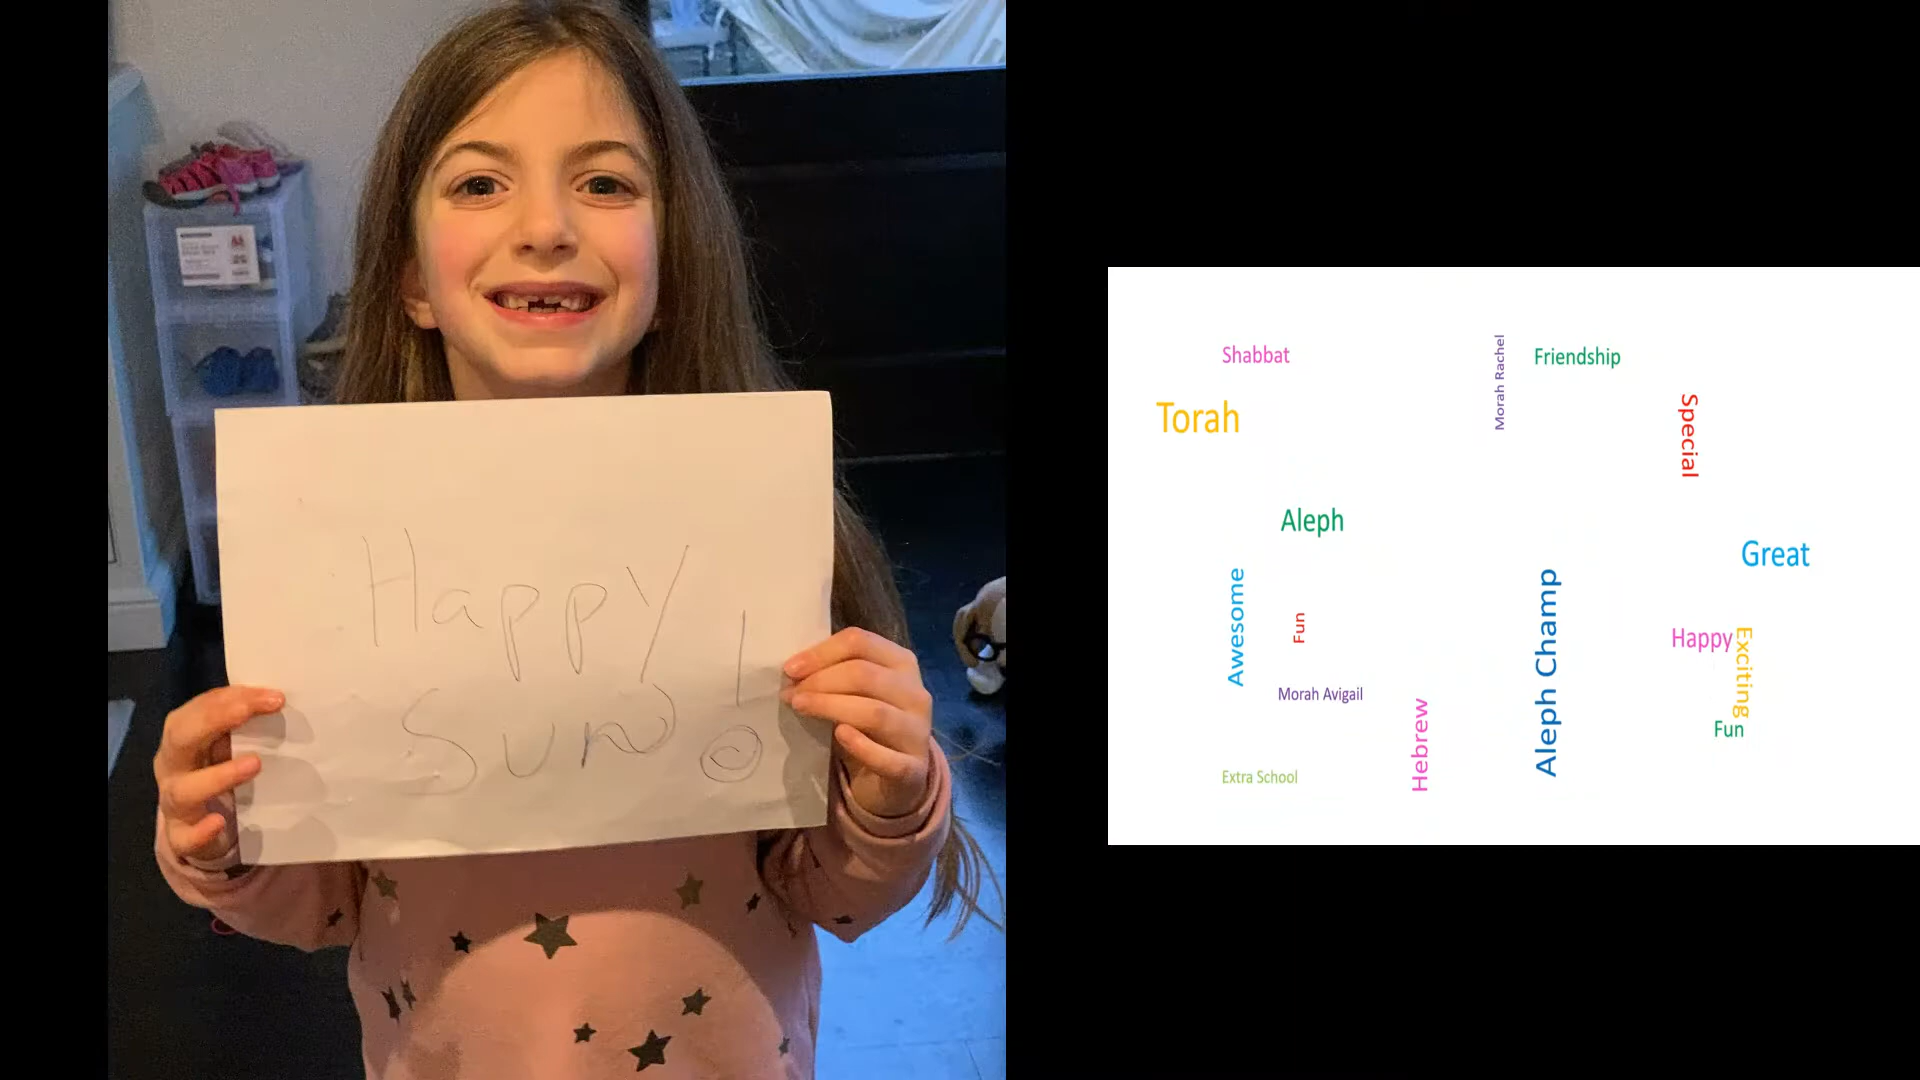 Happy
Sun!
Shabbat
Morah Rachel
Friendship
Torah
Special
Aleph
Great
Awesome
Fun
Aleph Champ
Happy
Exciting
Morah Avigail
Hebrew
Fun
Extra School